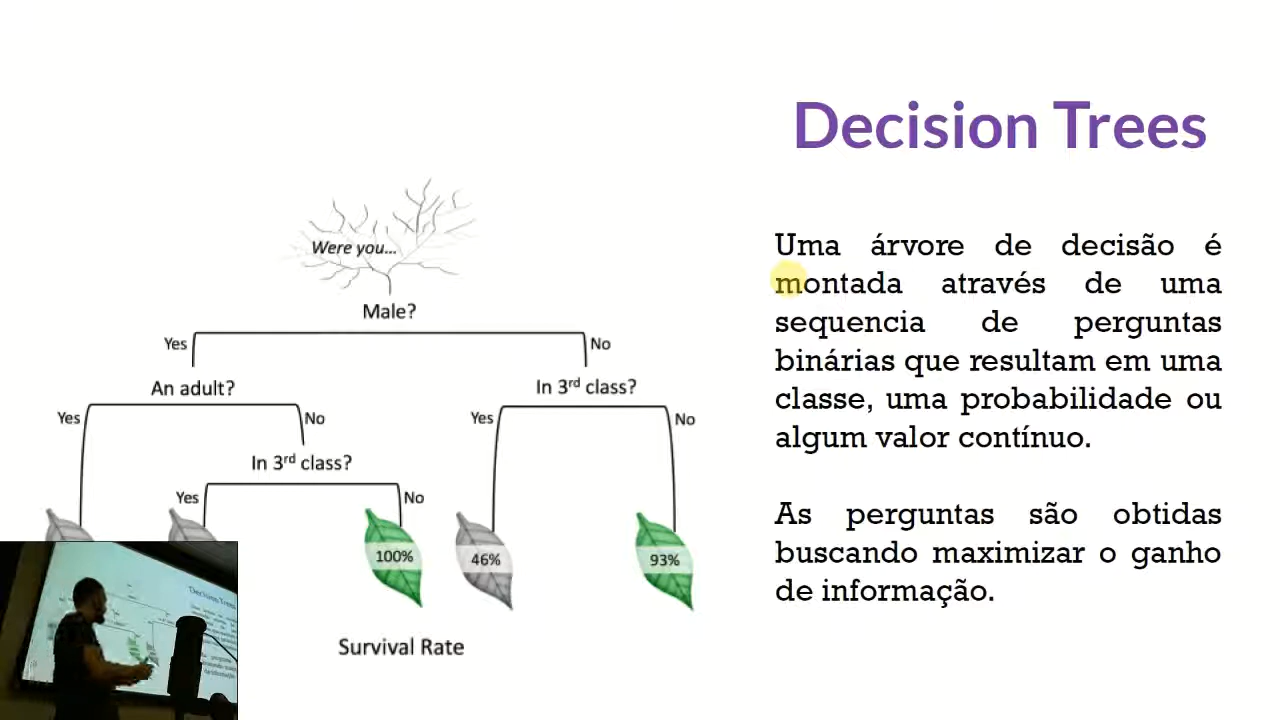 Decision Trees
Were you...
Male?
Yes
No
An adult?
In 3rd class?
Yes
No
Yes
No
In 3rd class?
Yes
No
100%
46%
93%
Survival Rate
Uma árvore de decisão é
montada através de uma
sequencia de perguntas
binárias que resultam em uma
classe, uma probabilidade ou
algum valor contínuo.
As perguntas são obtidas
buscando maximizar o ganho
de informação.
Decision Trees